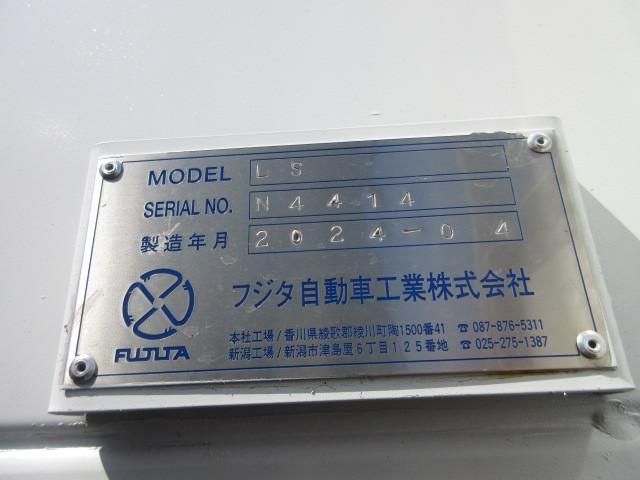 MODEL LS
SERIAL NO. N4414
製造年月 2024-04
フジタ自動車工業株式会社
FUJITA
本社工場/香川県綾歌郡綾川町陶1500番41 ☎087-876-5311
新潟工場/新潟市津島屋6丁目125番地 ☎025-275-1387